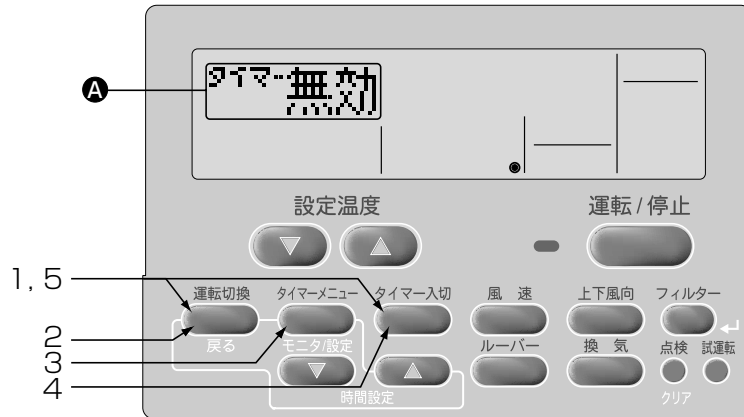 タイマー 無効
A
設定温度 運転/停止
1, 5
運転切換 タイマーメニュー タイマー入切 風 速 上下風向 フィルター
2
戻る モニタ/設定 ルーバー 換 気 点検 試運転
3
4
時間設定 クリア